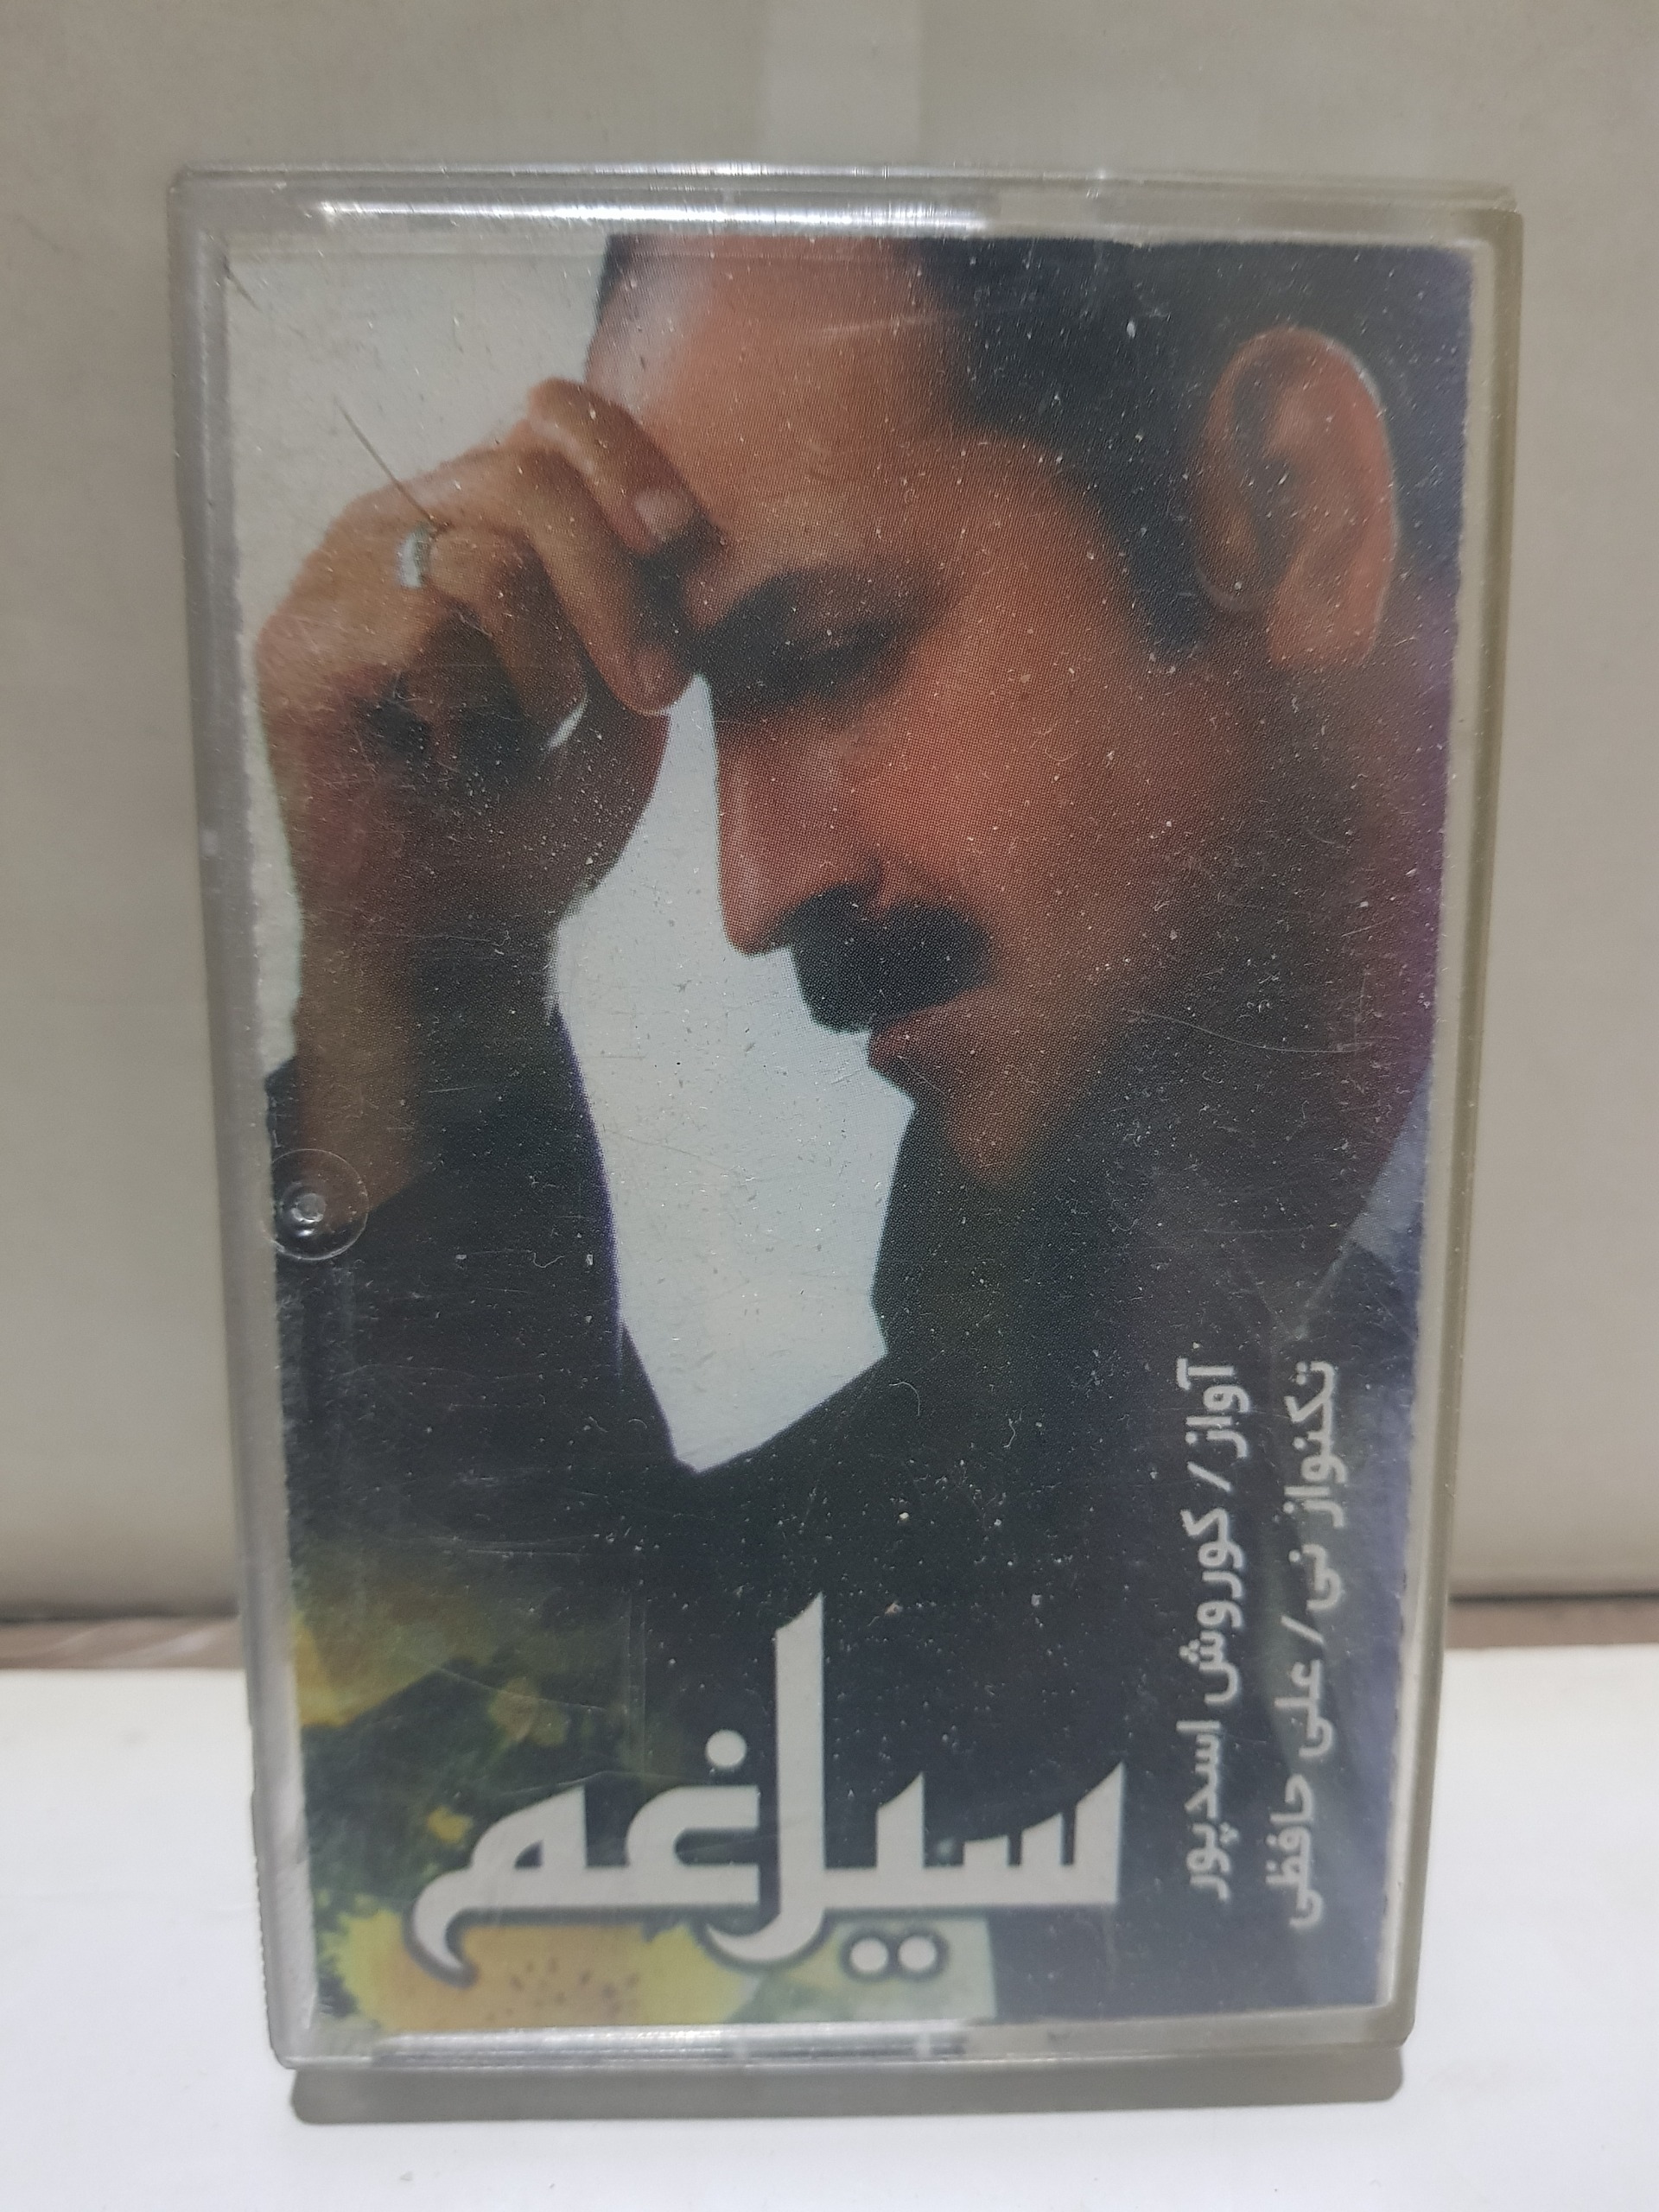 سیل غم
آواز / کوروش اسدپور
تکنواز نی / علی حافظی